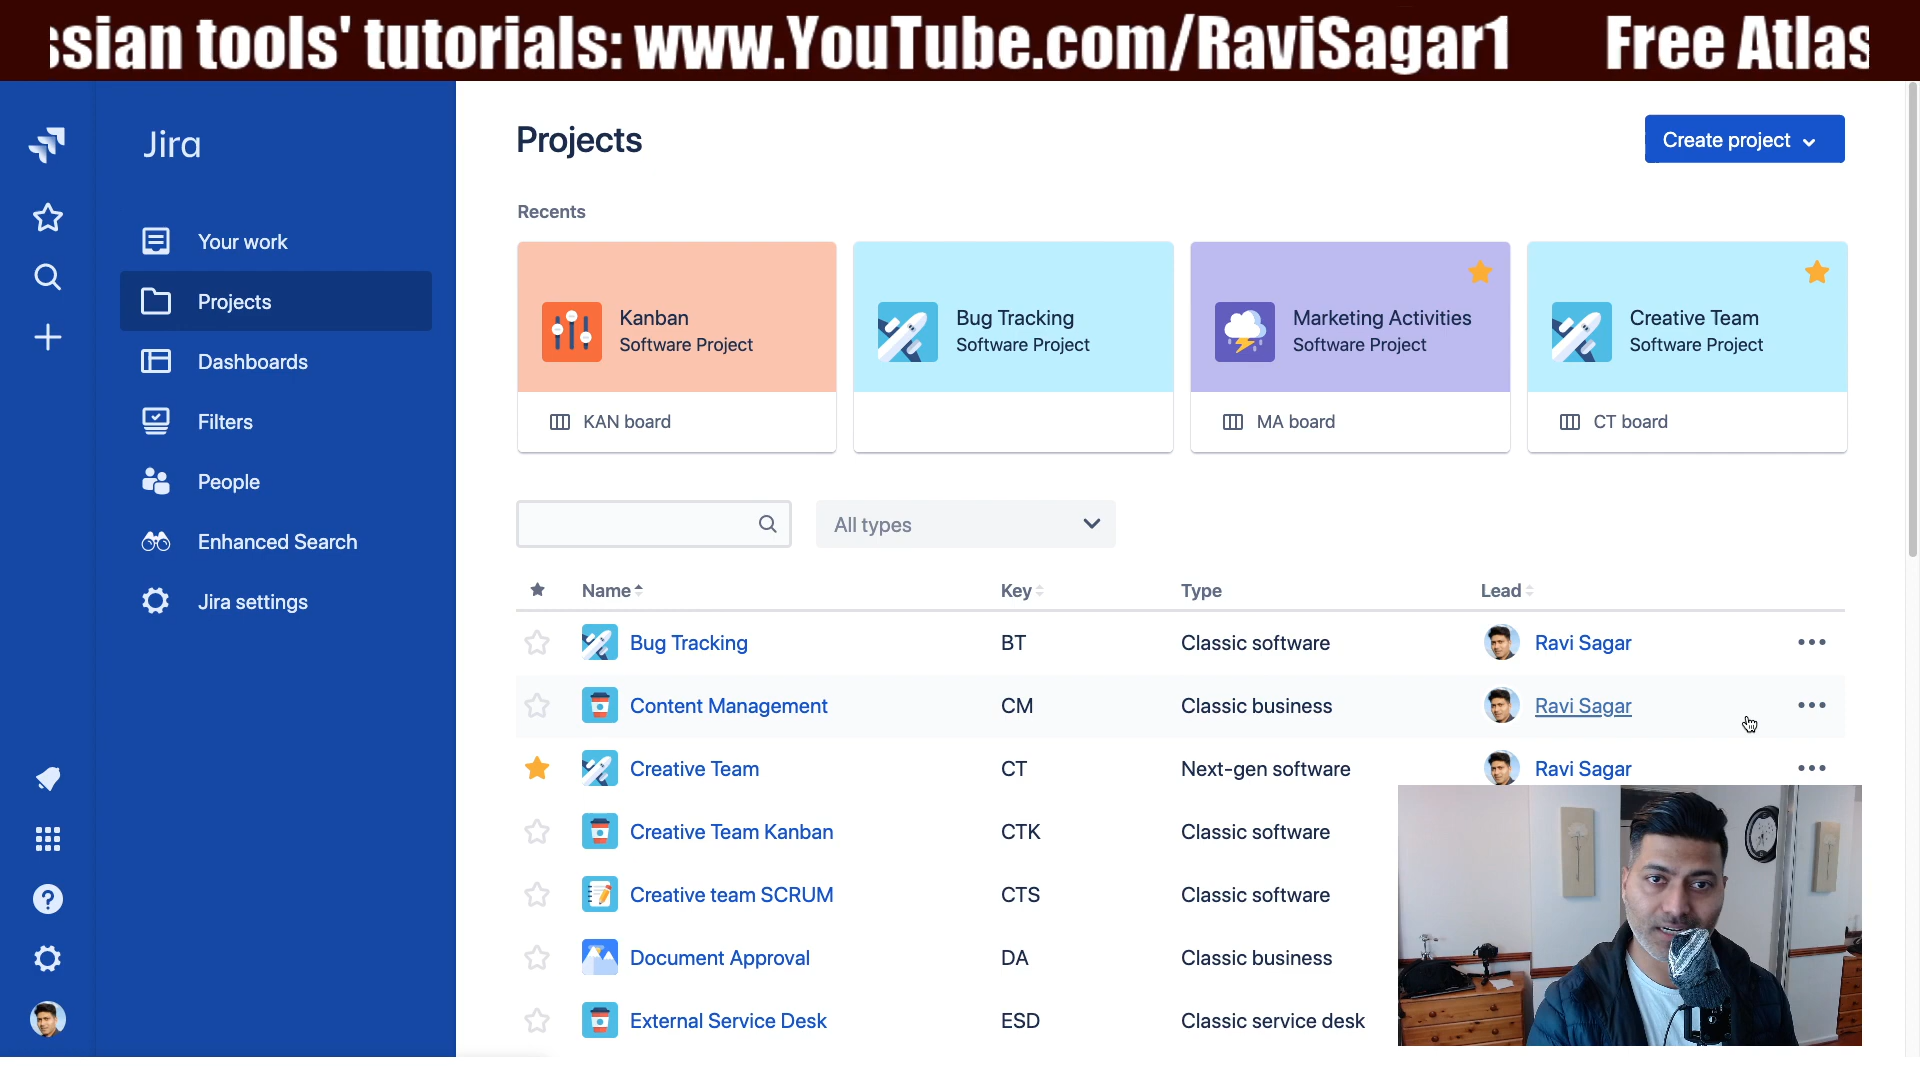 ssian tools' tutorials: www.YouTube.com/RaviSagar1 Free Atlas
Jira
Your work
Projects
Dashboards
Filters
People
Enhanced Search
Jira settings
Projects
Create project
Recents
Kanban
Software Project
KAN board
Bug Tracking
Software Project
Marketing Activities
Software Project
MA board
Creative Team
Software Project
CT board
All types
Name Key Type Lead
Bug Tracking BT Classic software Ravi Sagar
Content Management CM Classic business Ravi Sagar
Creative Team CT Next-gen software Ravi Sagar
Creative Team Kanban CTK Classic software
Creative team SCRUM CTS Classic software
Document Approval DA Classic business
External Service Desk ESD Classic service desk